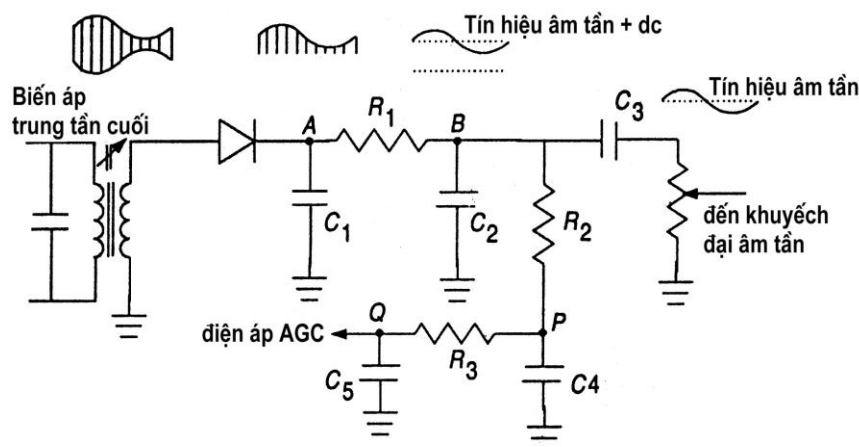 Tín hiệu âm tần + dc
Tín hiệu âm tần
Biến áp
trung tần cuối
A
R1
B
C3
C1
C2
R2
đến khuyếch
đại âm tần
điện áp AGC
Q
R3
P
C5
C4